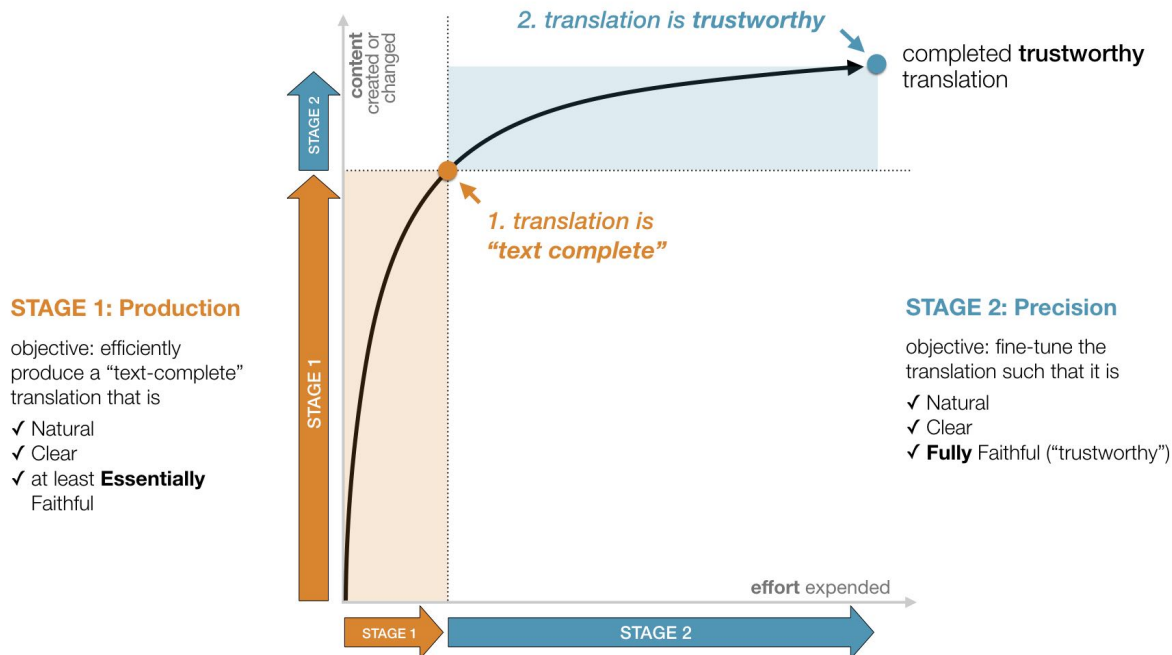 2. translation is trustworthy
completed trustworthy
translation
content
created or
changed
STAGE 2
1. translation is
“text complete”
STAGE 1: Production
objective: efficiently
produce a “text-complete”
translation that is
✓ Natural
✓ Clear
✓ at least Essentially
Faithful
STAGE 1
STAGE 2: Precision
objective: fine-tune the
translation such that it is
✓ Natural
✓ Clear
✓ Fully Faithful (“trustworthy”)
effort expended
STAGE 1
STAGE 2